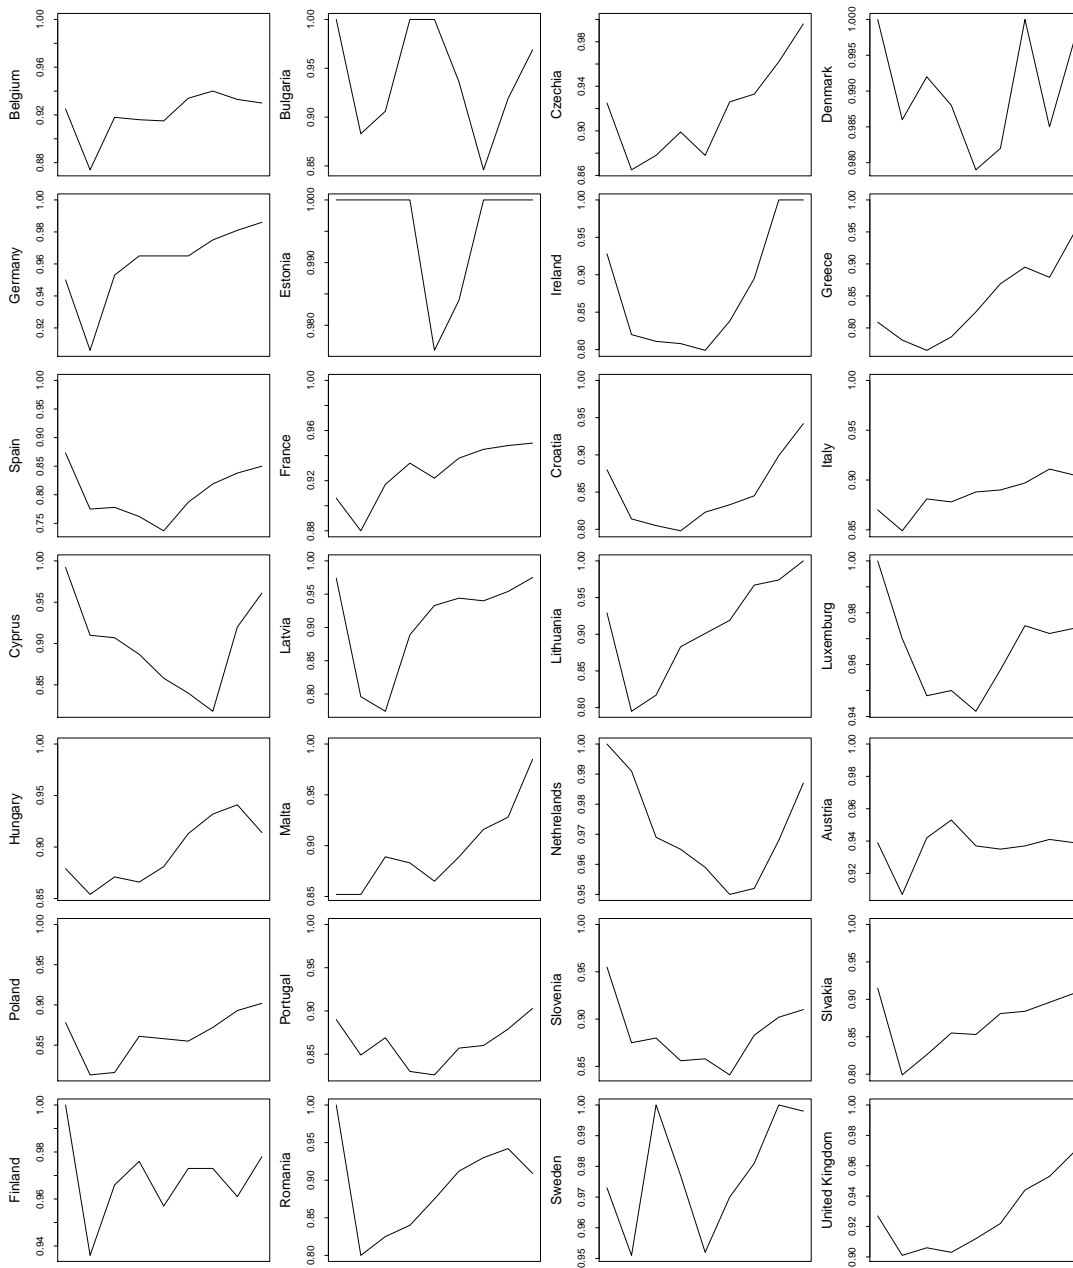 Belgium
0.88 0.92 0.96 1.00
Bulgaria
0.85 0.90 0.95 1.00
Czechia
0.86 0.90 0.94 0.98
Denmark
0.980 0.985 0.990 0.995 1.000
Germany
0.92 0.94 0.96 0.98 1.00
Estonia
0.980 0.990 1.000
Ireland
0.80 0.85 0.90 0.95 1.00
Greece
0.80 0.85 0.90 0.95 1.00
Spain
0.75 0.80 0.85 0.90 0.95 1.00
France
0.88 0.92 0.96 1.00
Croatia
0.80 0.85 0.90 0.95 1.00
Italy
0.85 0.90 0.95 1.00
Cyprus
0.85 0.90 0.95 1.00
Latvia
0.80 0.85 0.90 0.95 1.00
Lithuania
0.80 0.85 0.90 0.95 1.00
Luxemburg
0.94 0.96 0.98 1.00
Hungary
0.85 0.90 0.95 1.00
Malta
0.85 0.90 0.95 1.00
Nethrelands
0.95 0.96 0.97 0.98 0.99 1.00
Austria
0.92 0.94 0.96 0.98 1.00
Poland
0.85 0.90 0.95 1.00
Portugal
0.85 0.90 0.95 1.00
Slovenia
0.85 0.90 0.95 1.00
Slvakia
0.80 0.85 0.90 0.95 1.00
Finland
0.94 0.96 0.98 1.00
Romania
0.80 0.85 0.90 0.95 1.00
Sweden
0.95 0.96 0.97 0.98 0.99 1.00
United Kingdom
0.90 0.92 0.94 0.96 0.98 1.00